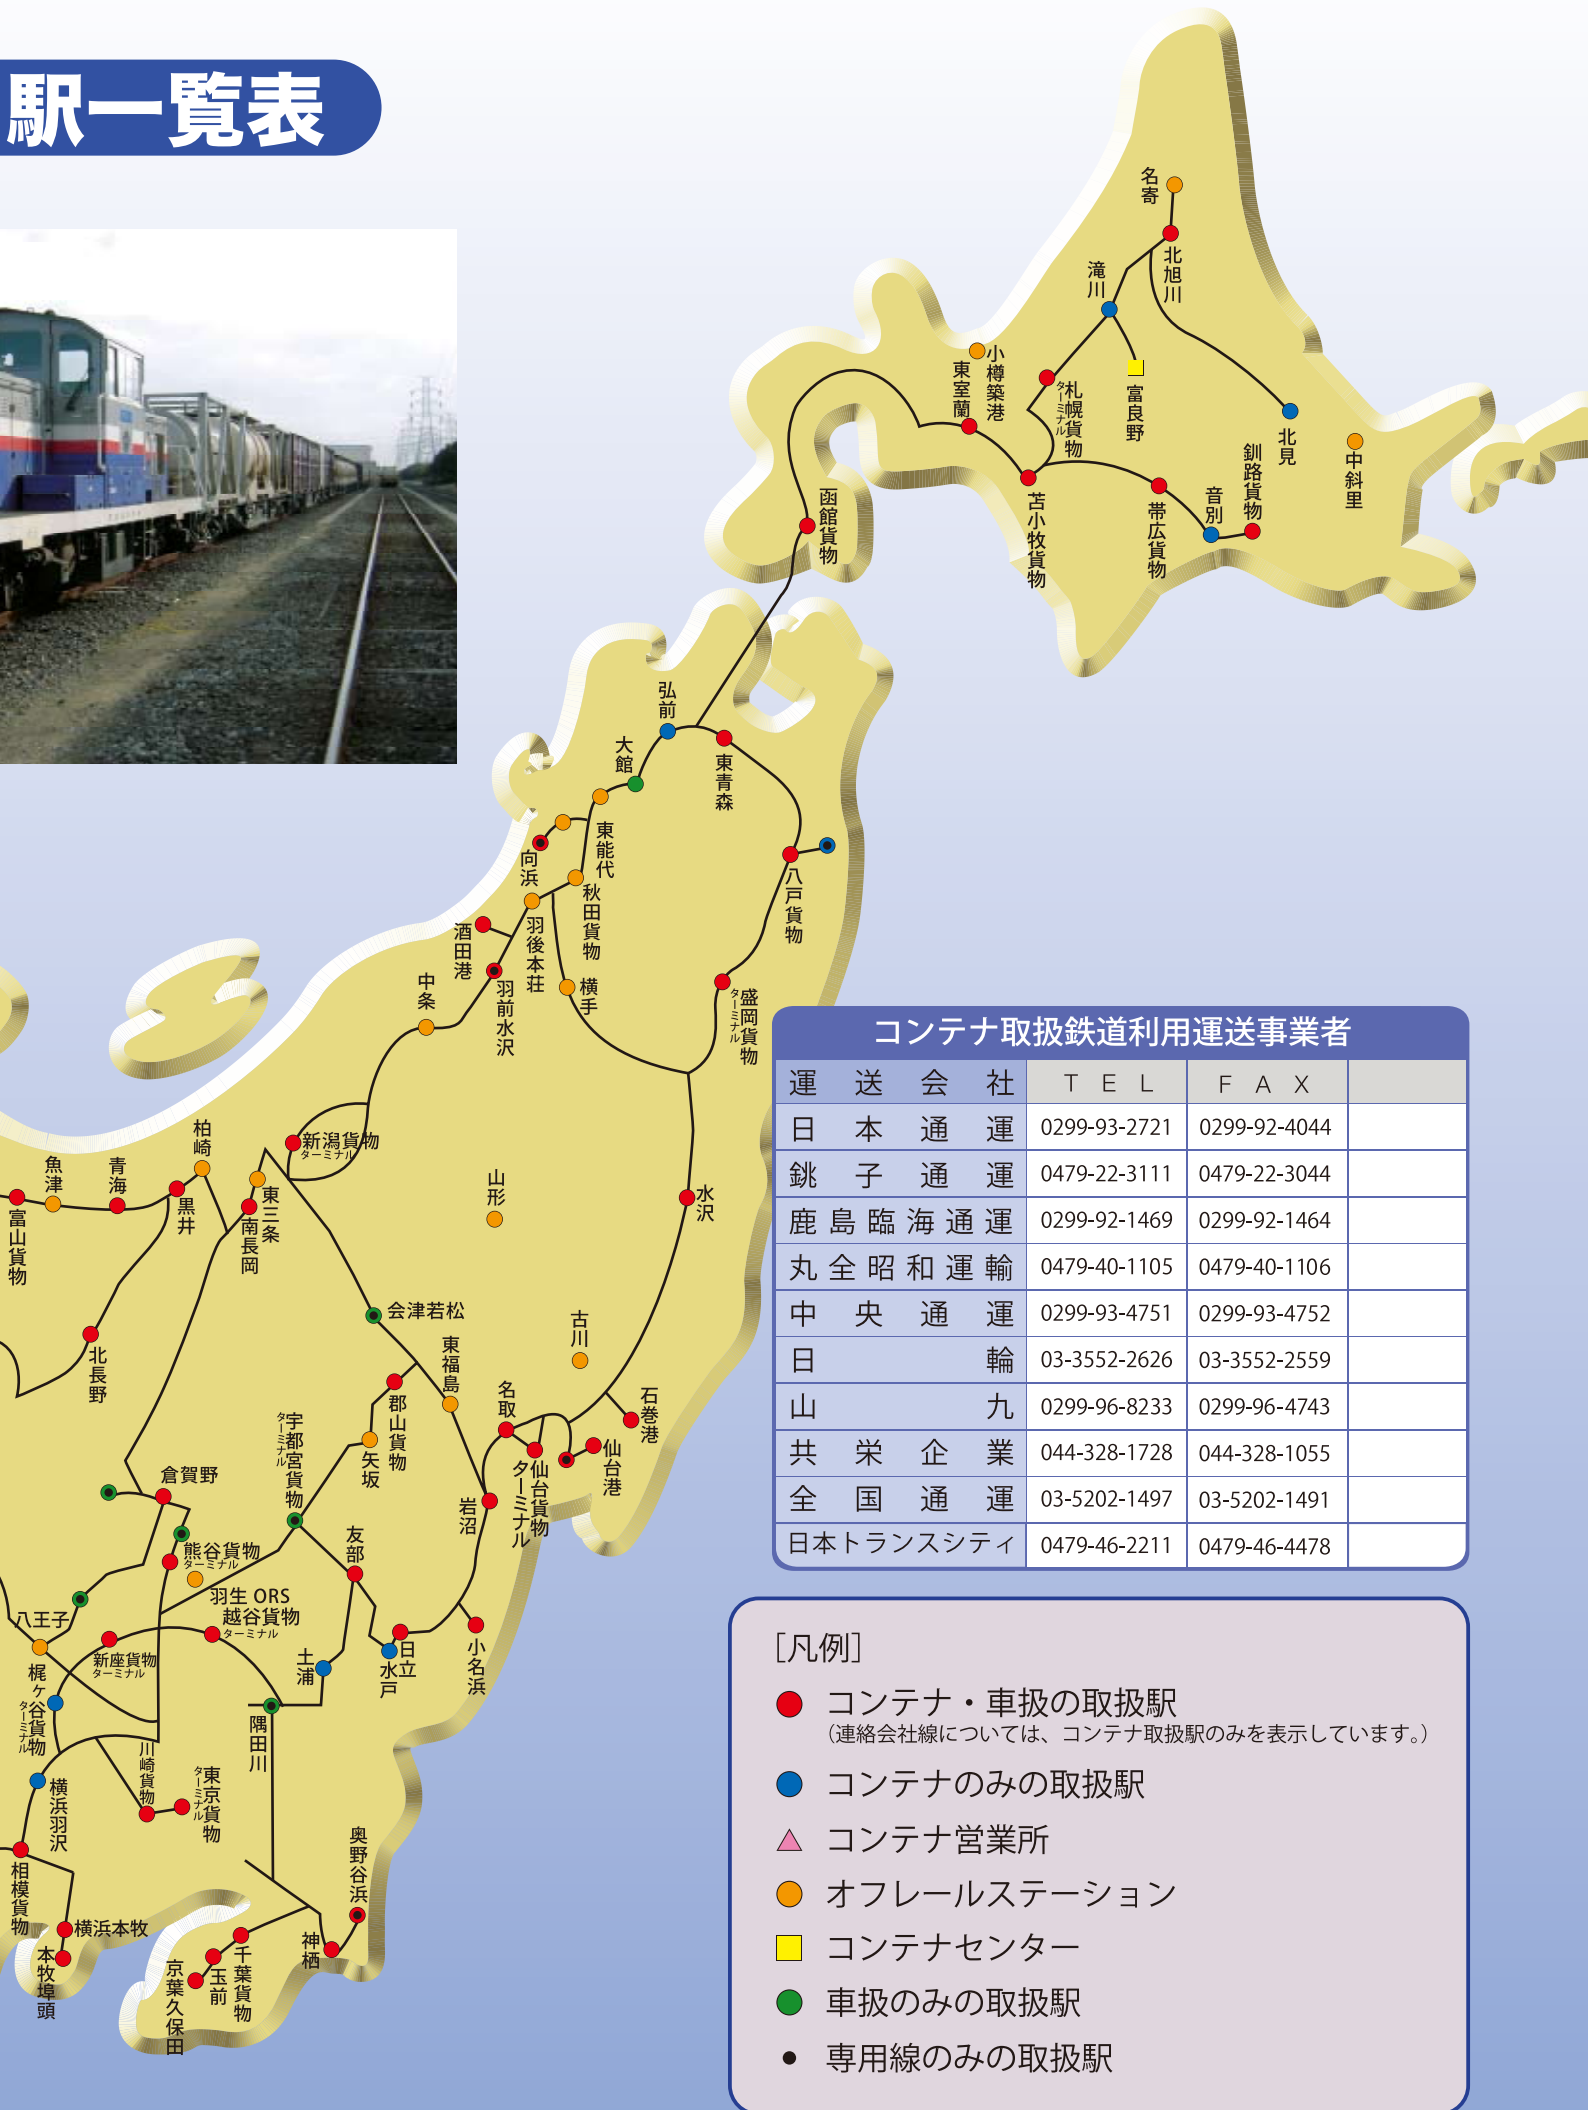 駅一覧表
名寄
北旭川
滝川
小樽築港
東室蘭
札幌貨物
ターミナル
富良野
北見
中斜里
釧路貨物
音別
帯広貨物
苫小牧貨物
函館貨物
弘前
大館
東青森
東能代
向浜
秋田貨物
八戸貨物
羽後本荘
酒田港
羽前水沢
横手
中条
盛岡貨物
ターミナル
新潟貨物
ターミナル
柏崎
青海
魚津
富山貨物
黒井
東三条
南長岡
山形
水沢
北長野
会津若松
東福島
古川
名取
石巻港
仙台港
仙台貨物
ターミナル
郡山貨物
矢坂
宇都宮貨物
ターミナル
岩沼
倉賀野
熊谷貨物
ターミナル
友部
羽生 ORS
越谷貨物
ターミナル
八王子
新座貨物
ターミナル
梶ヶ谷貨物
ターミナル
土浦
水戸
日立
小名浜
隅田川
川崎貨物
東京貨物
ターミナル
横浜羽沢
相模貨物
横浜本牧
本牧埠頭
奥野谷浜
神栖
千葉貨物
玉前
京葉久保田
コンテナ取扱鉄道利用運送事業者
運送会社 TEL FAX
日本通運 0299-93-2721 0299-92-4044
銚子通運 0479-22-3111 0479-22-3044
鹿島臨海通運 0299-92-1469 0299-92-1464
丸全昭和運輸 0479-40-1105 0479-40-1106
中央通運 0299-93-4751 0299-93-4752
日輪 03-3552-2626 03-3552-2559
山九 0299-96-8233 0299-96-4743
共栄企業 044-328-1728 044-328-1055
全国通運 03-5202-1497 03-5202-1491
日本トランスシティ 0479-46-2211 0479-46-4478
［凡例］
コンテナ・車扱の取扱駅
（連絡会社線については、コンテナ取扱駅のみを表示しています。）
コンテナのみの取扱駅
コンテナ営業所
オフレールステーション
コンテナセンター
車扱のみの取扱駅
専用線のみの取扱駅